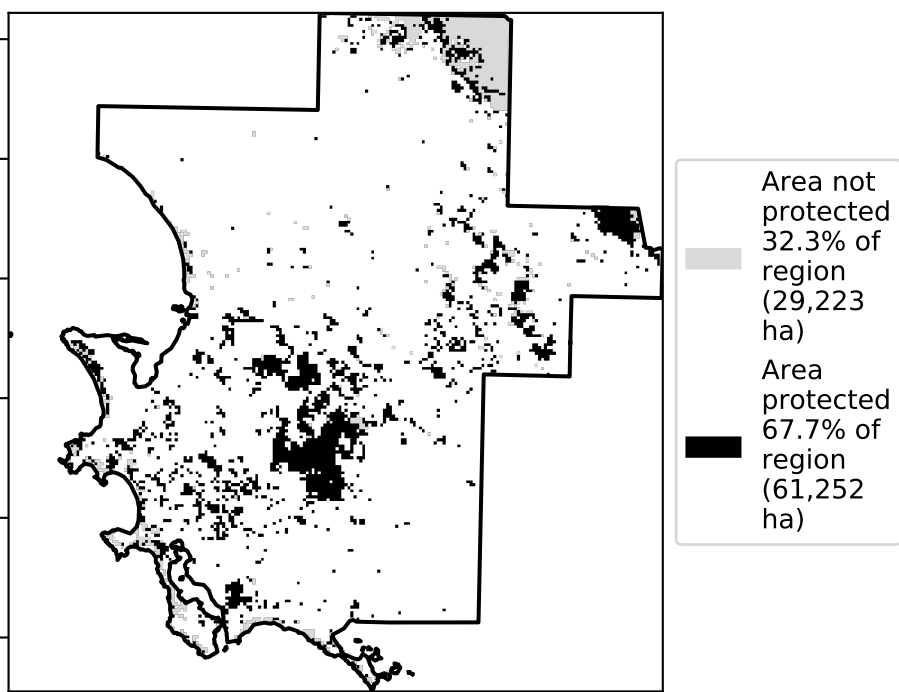 Area not
protected
32.3% of
region
(29,223
ha)
Area
protected
67.7% of
region
(61,252
ha)